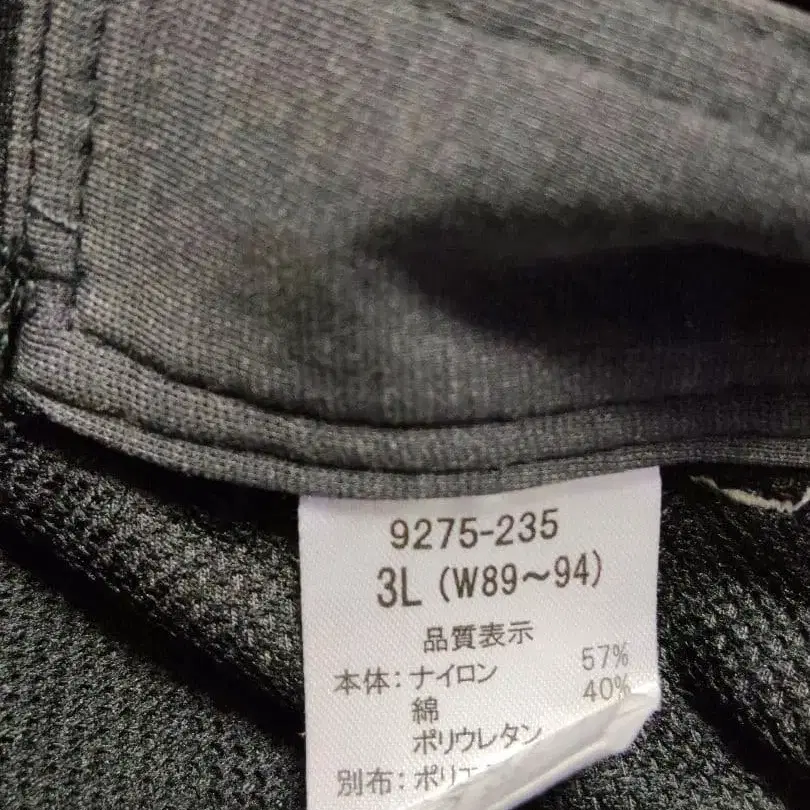 9275-235
3L (W89〜94)
品質表示
本体: ナイロン 57%
綿 40%
ポリウレタン
別布: ポリエ